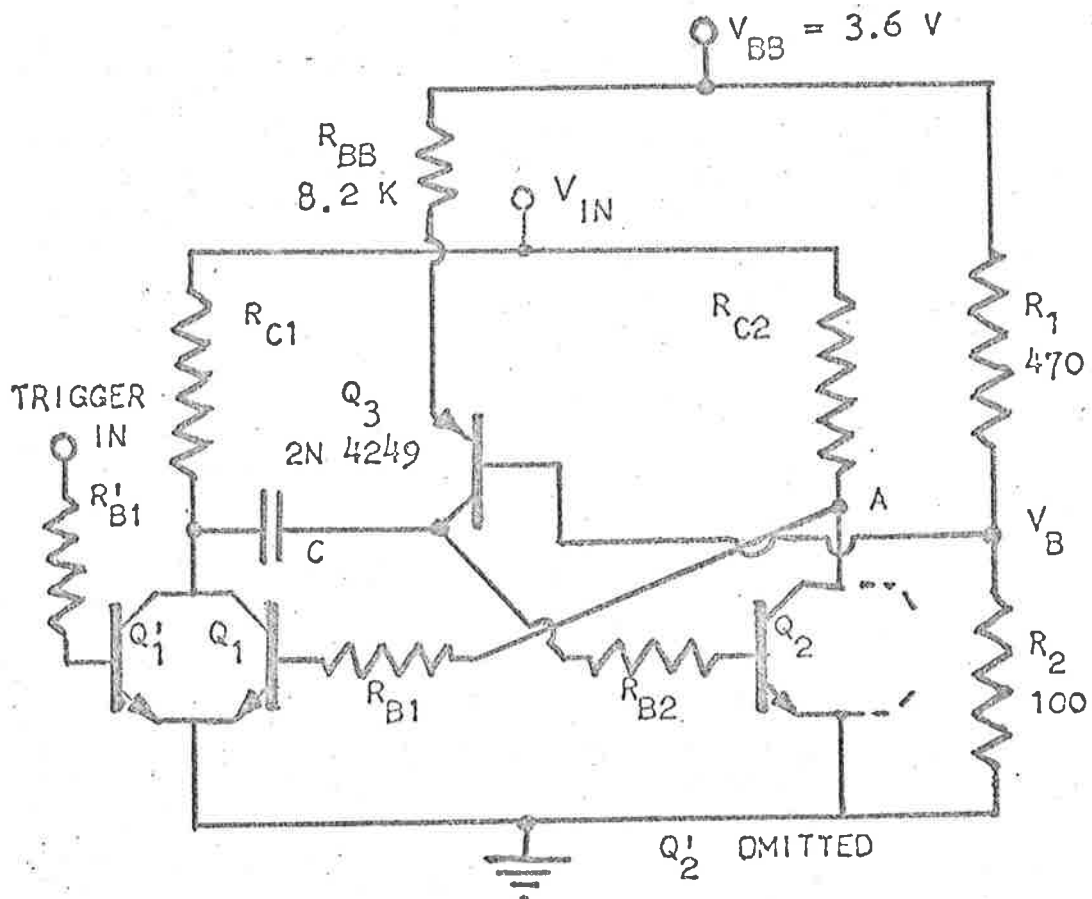 V_BB = 3.6 V
R_BB
8.2 K
V_IN
R_C1
R_C2
R_1
470
TRIGGER
IN
Q_3
2N 4249
R'_B1
A
V_B
C
Q'_1
Q_1
Q_2
R_2
100
R_B1
R_B2
Q'_2 OMITTED